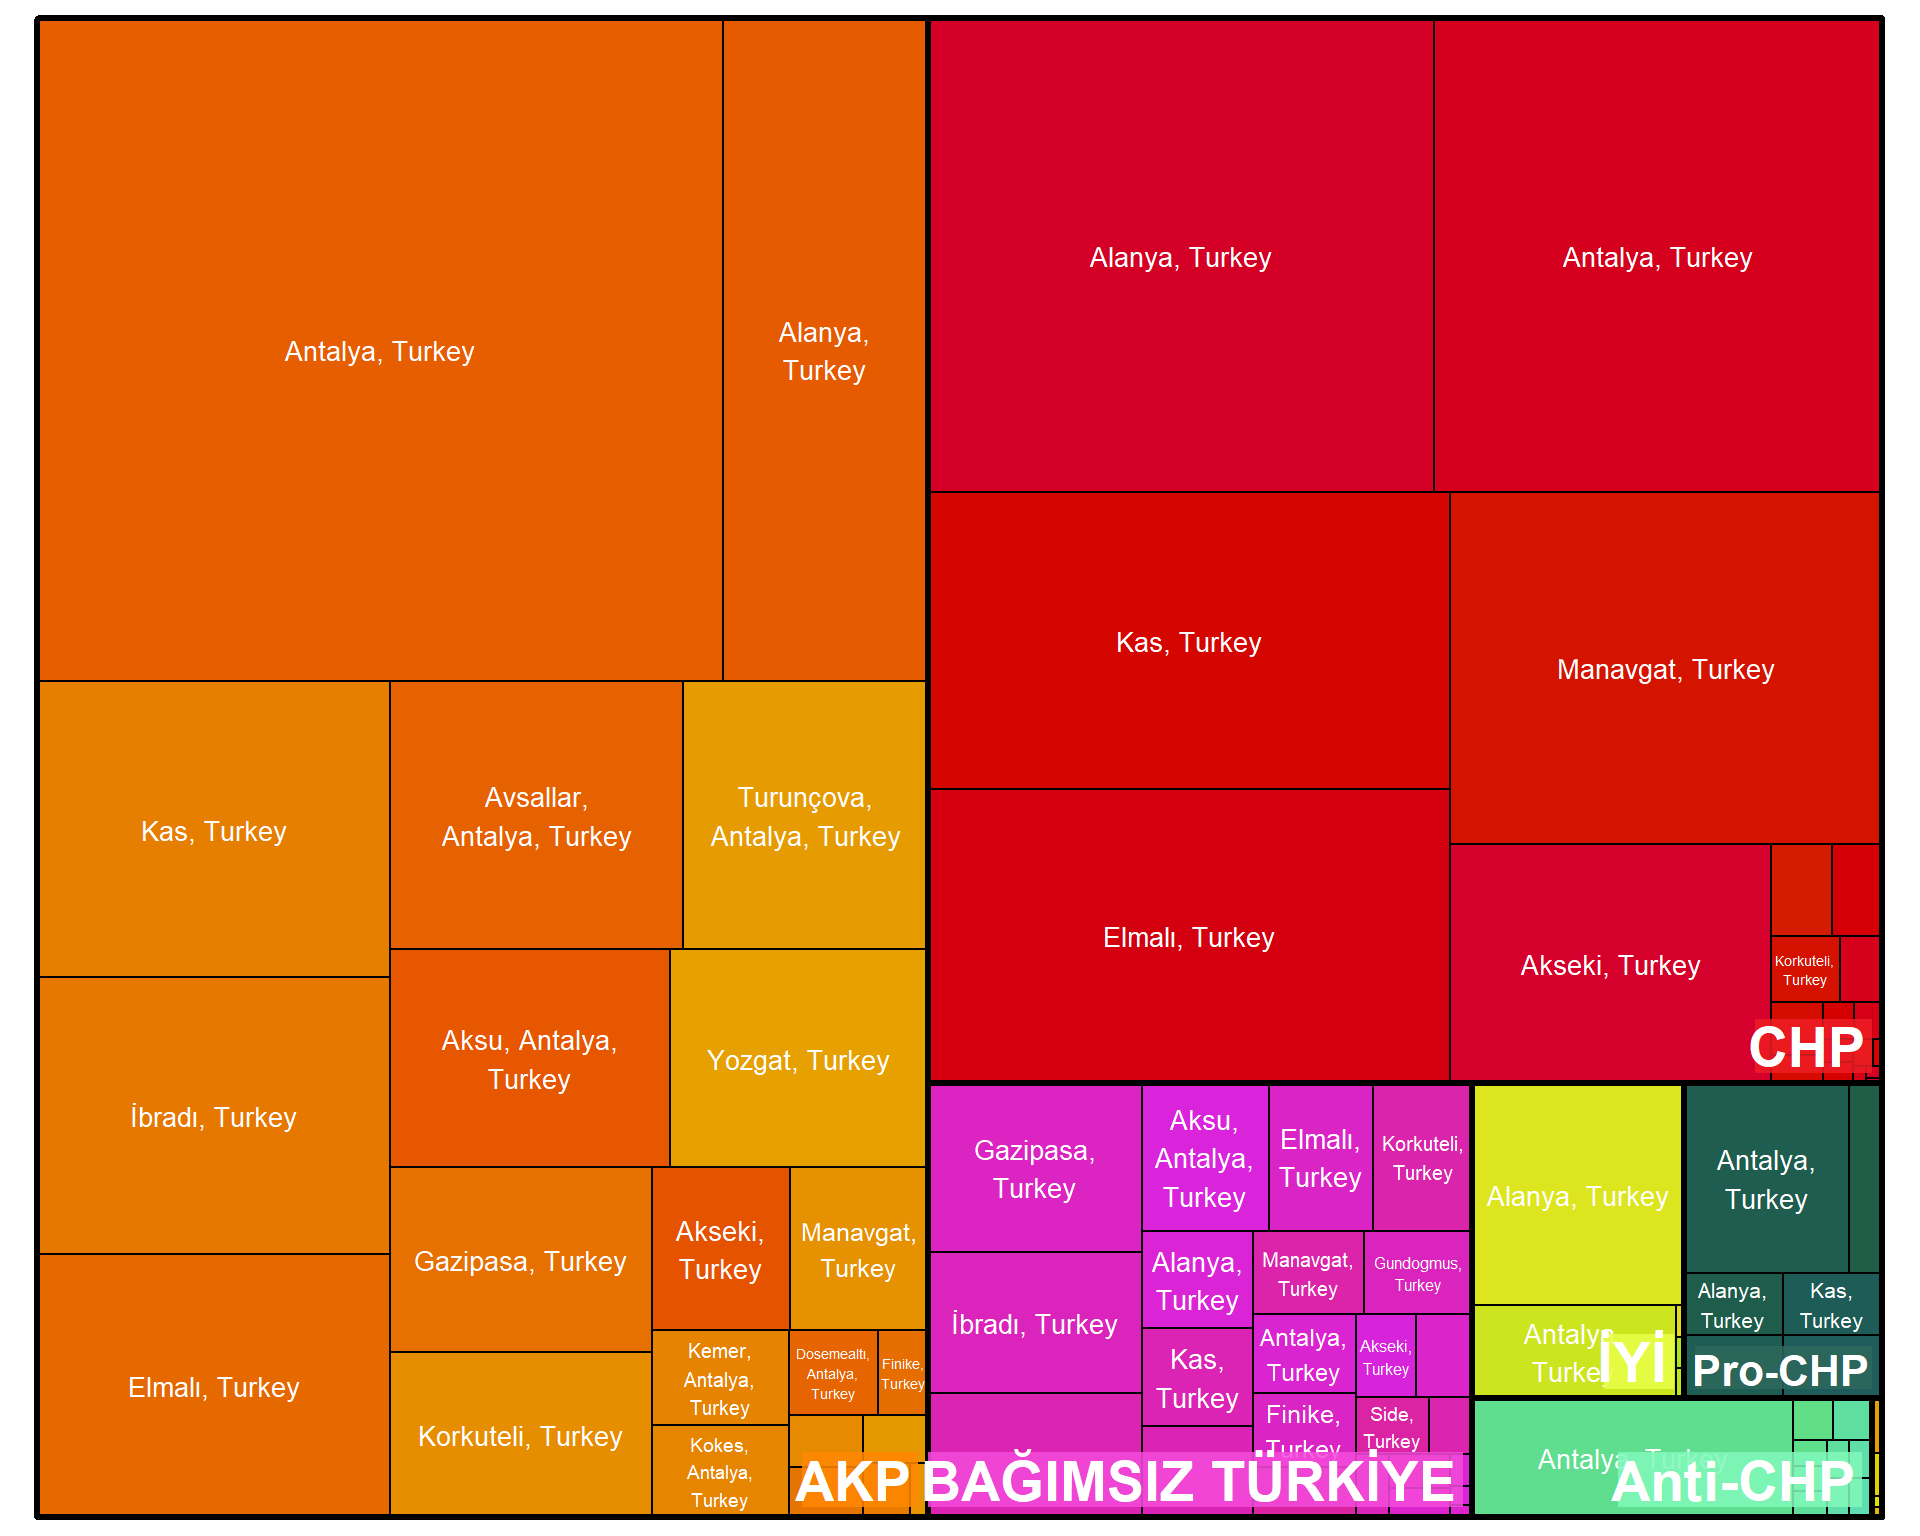 Antalya, Turkey
Alanya,
Turkey
Kas, Turkey
Avsallar,
Antalya, Turkey
Turunçova,
Antalya, Turkey
İbradı, Turkey
Aksu, Antalya,
Turkey
Yozgat, Turkey
Elmalı, Turkey
Gazipasa, Turkey
Akseki,
Turkey
Manavgat,
Turkey
Korkuteli, Turkey
Kemer,
Antalya,
Turkey
Dosemealtı,
Antalya,
Turkey
Finike,
Turkey
Kokes,
Antalya,
Turkey
AKP
Alanya, Turkey
Antalya, Turkey
Kas, Turkey
Manavgat, Turkey
Elmalı, Turkey
Akseki, Turkey
Korkuteli,
Turkey
CHP
Gazipasa,
Turkey
Aksu,
Antalya,
Turkey
Elmalı,
Turkey
Korkuteli,
Turkey
İbradı, Turkey
Alanya,
Turkey
Manavgat,
Turkey
Gundogmus,
Turkey
Kas,
Turkey
Antalya,
Turkey
Akseki,
Turkey
Finike,
Turkey
Side,
Turkey
BAĞIMSIZ TÜRKİYE
Alanya, Turkey
Antalya,
Turkey
İYİ
Antalya,
Turkey
Alanya,
Turkey
Kas,
Turkey
Pro-CHP
Antalya, Turkey
Anti-CHP